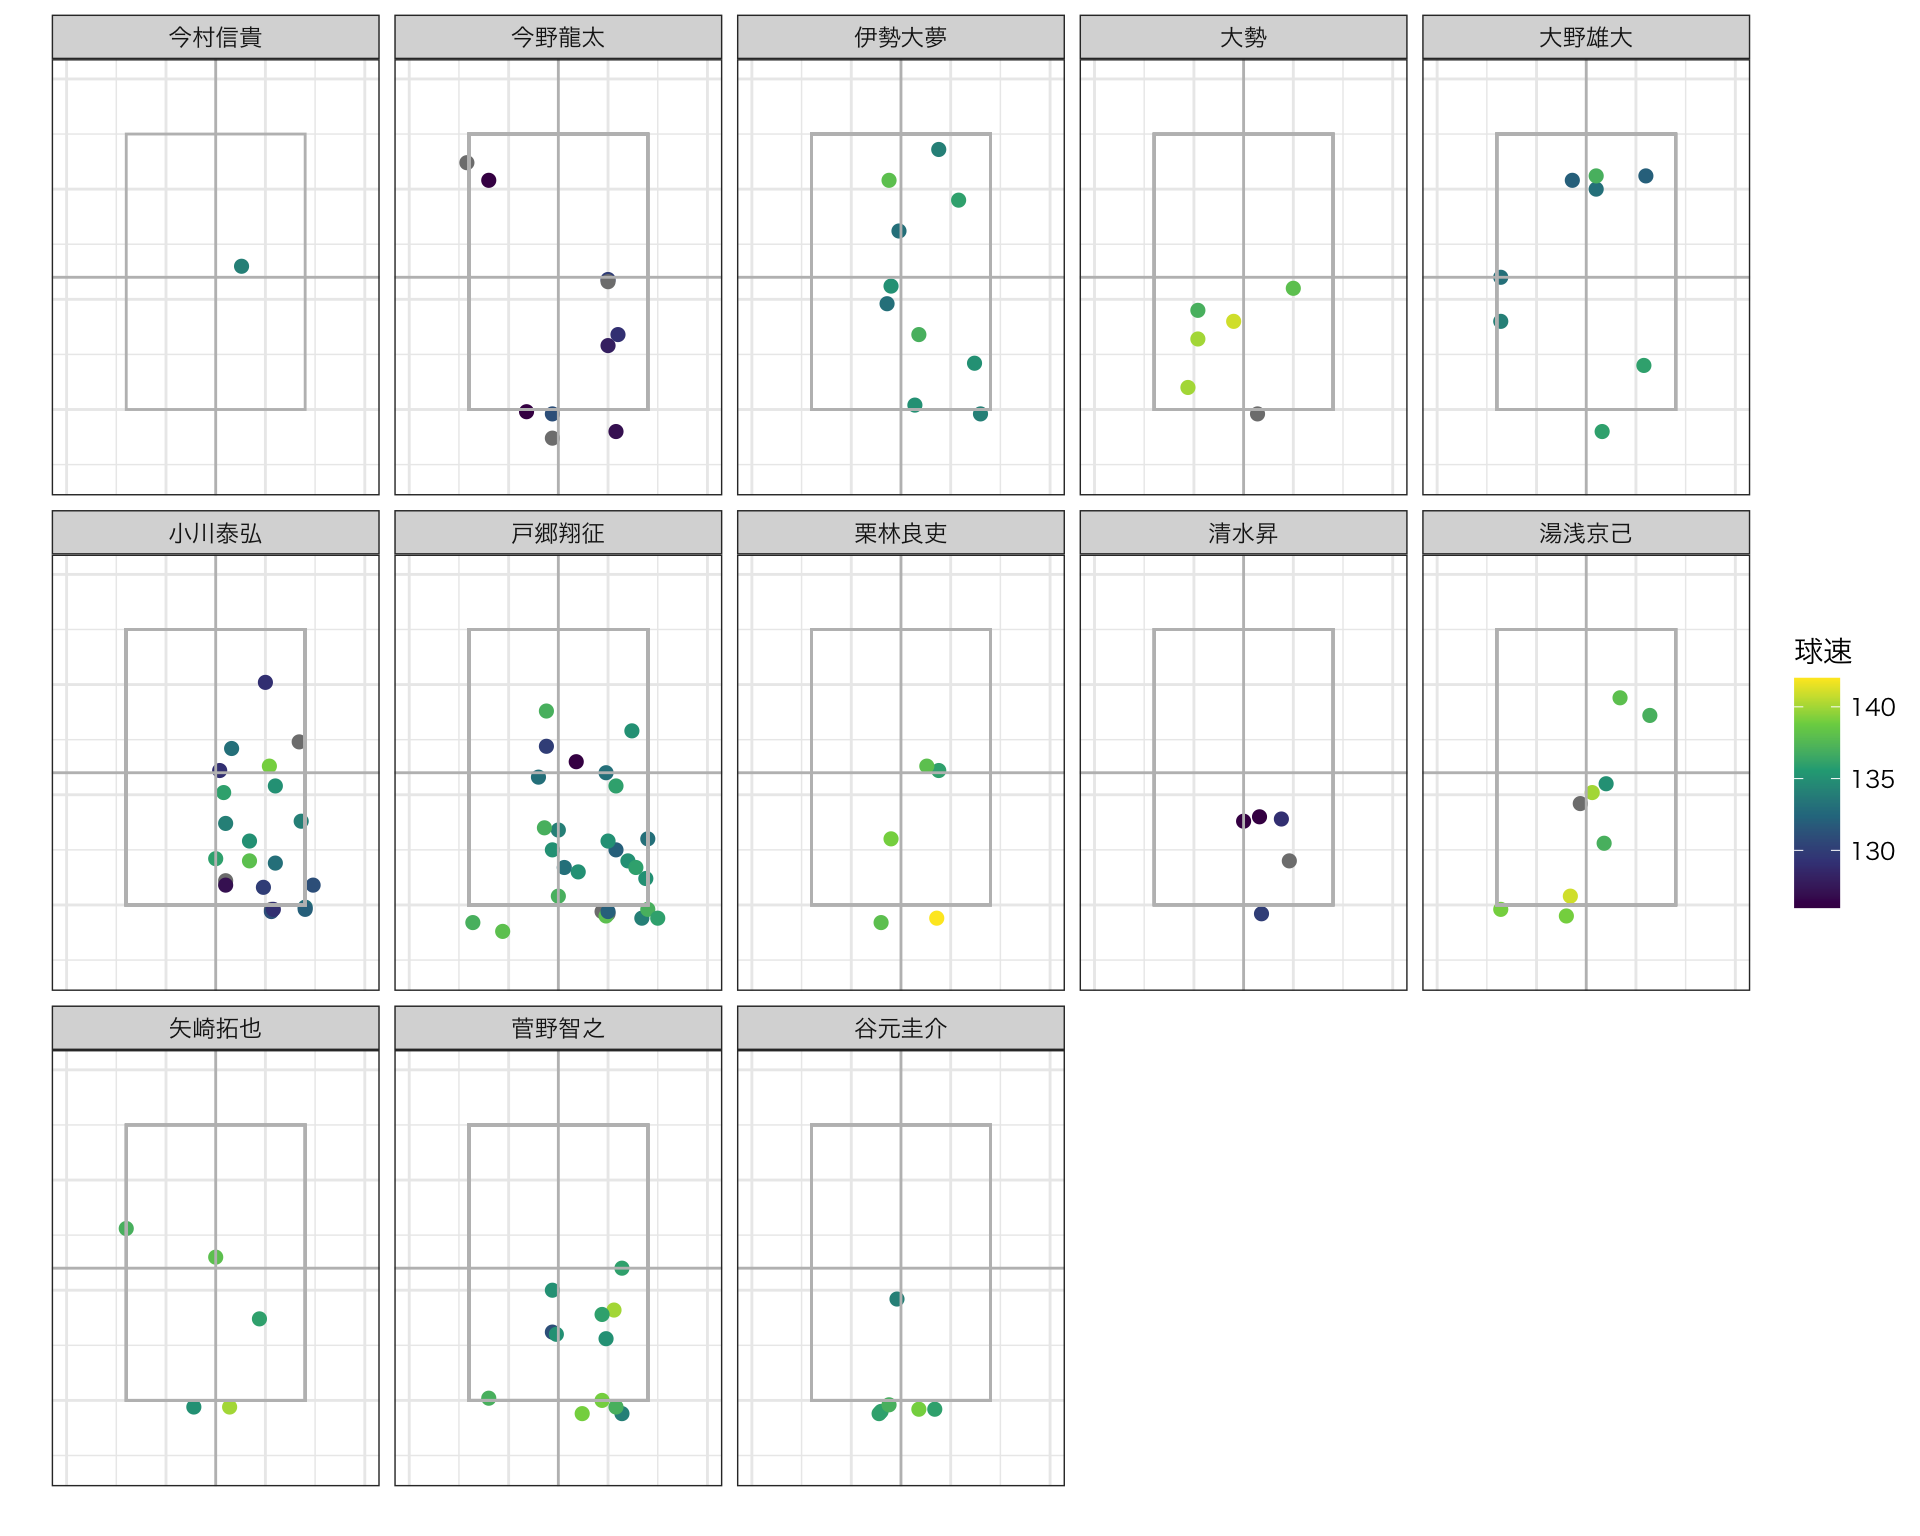 今村信貴
今野龍太
伊勢大夢
大勢
大野雄大
小川泰弘
戸郷翔征
栗林良吏
清水昇
湯浅京己
球速
140
135
130
矢崎拓也
菅野智之
谷元圭介